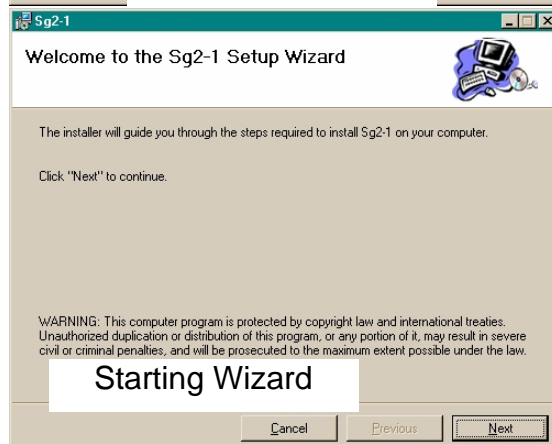 Sg2-1
Welcome to the Sg2-1 Setup Wizard
The installer will guide you through the steps required to install Sg2-1 on your computer.
Click "Next" to continue.
WARNING: This computer program is protected by copyright law and international treaties.
Unauthorized duplication or distribution of this program, or any portion of it, may result in severe
civil or criminal penalties, and will be prosecuted to the maximum extent possible under the law.
Starting Wizard
Cancel Previous Next